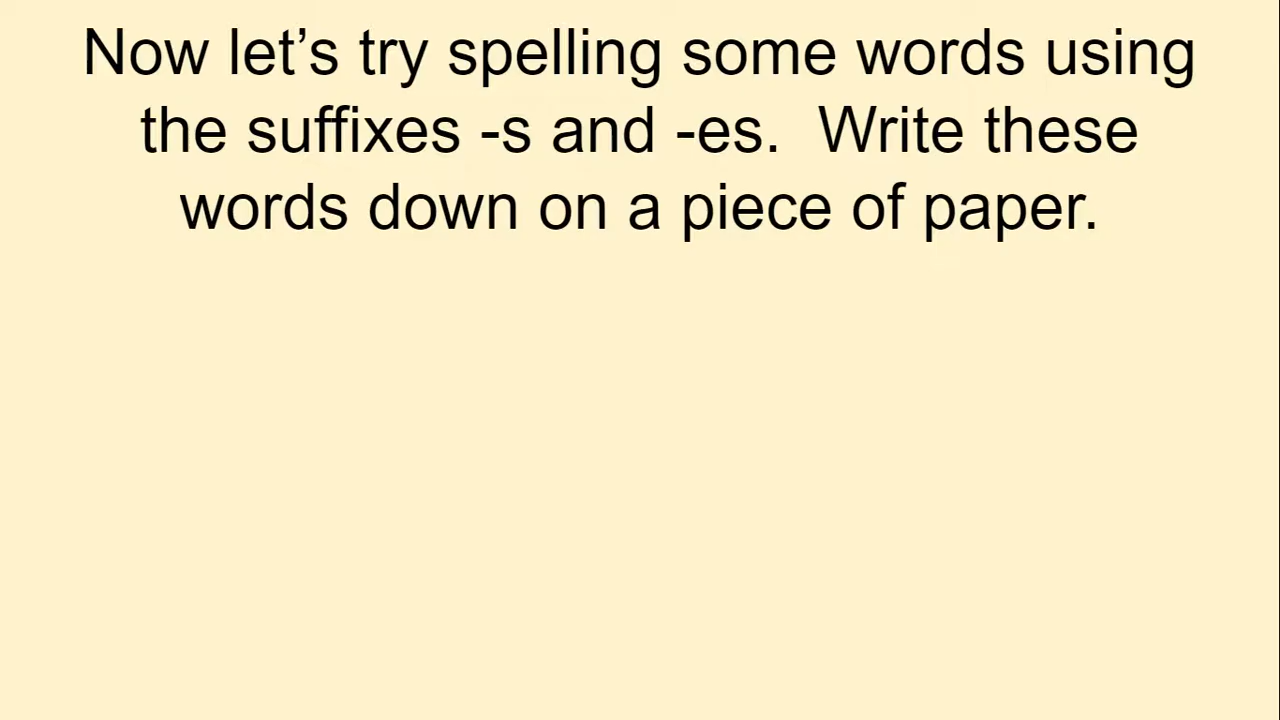 Now let’s try spelling some words using
the suffixes -s and -es.  Write these
words down on a piece of paper.